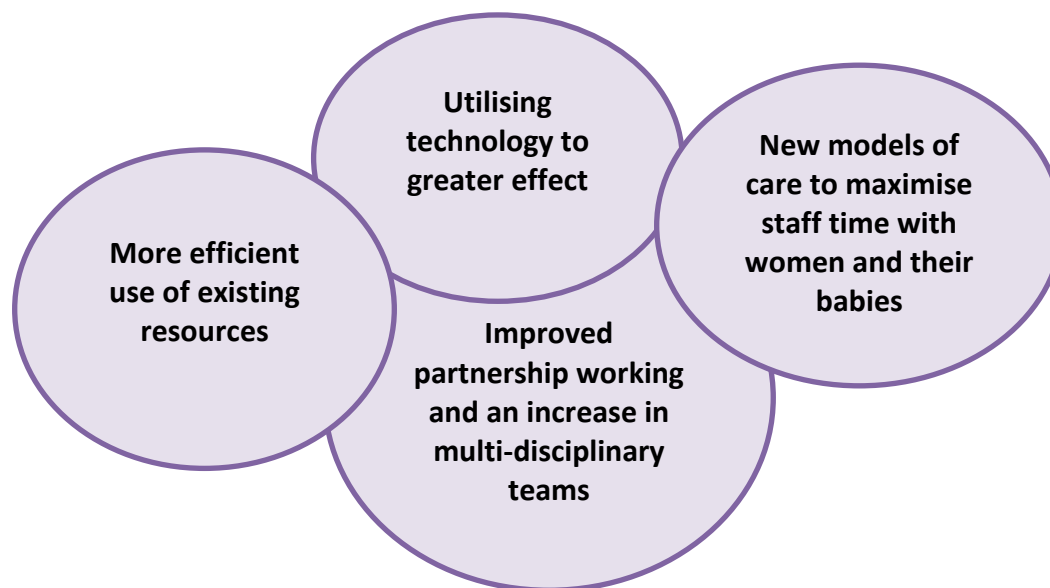 Utilising
technology to
greater effect
New models of
care to maximise
staff time with
women and their
babies
More efficient
use of existing
resources
Improved
partnership working
and an increase in
multi-disciplinary
teams